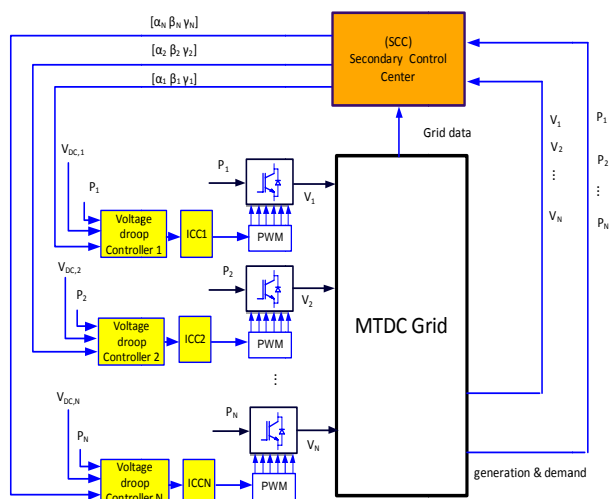 [αN βN γN]
[α2 β2 γ2]
[α1 β1 γ1]
(SCC)
Secondary Control
Center
Grid data
V1
V2
⋮
VN
P1
P2
⋮
PN
VDC,1
P1
Voltage
droop
Controller 1
ICC1
P1
V1
PWM
VDC,2
P2
Voltage
droop
Controller 2
ICC2
P2
V2
PWM
⋮
VDC,N
PN
Voltage
droop
Controller N
ICCN
PN
VN
PWM
MTDC Grid
generation & demand